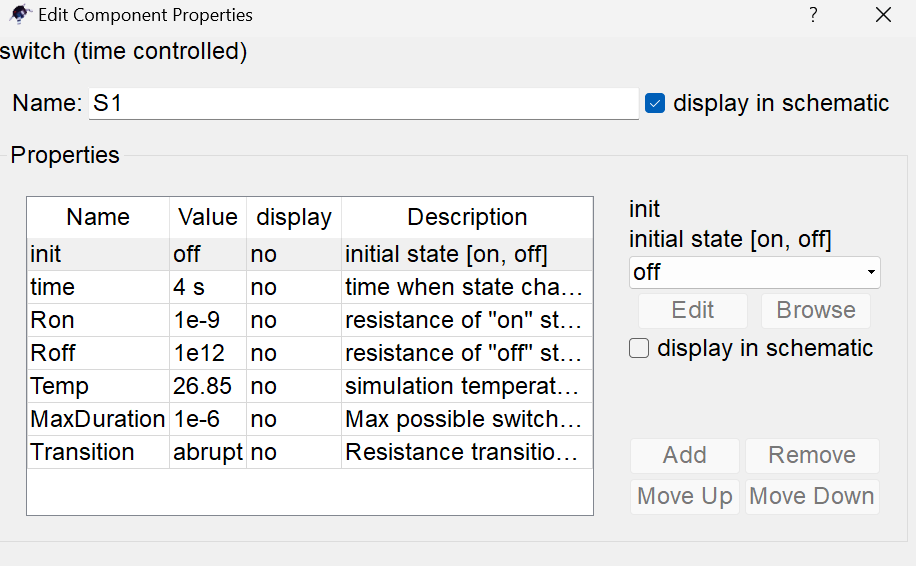 Edit Component Properties ?
switch (time controlled)
Name: S1 display in schematic
Properties
Name Value display Description
init off no initial state [on, off]
time 4 s no time when state cha…
Ron 1e-9 no resistance of "on" st…
Roff 1e12 no resistance of "off" st…
Temp 26.85 no simulation temperat…
MaxDuration 1e-6 no Max possible switch…
Transition abrupt no Resistance transitio…
init
initial state [on, off]
off
Edit Browse
display in schematic
Add Remove
Move Up Move Down